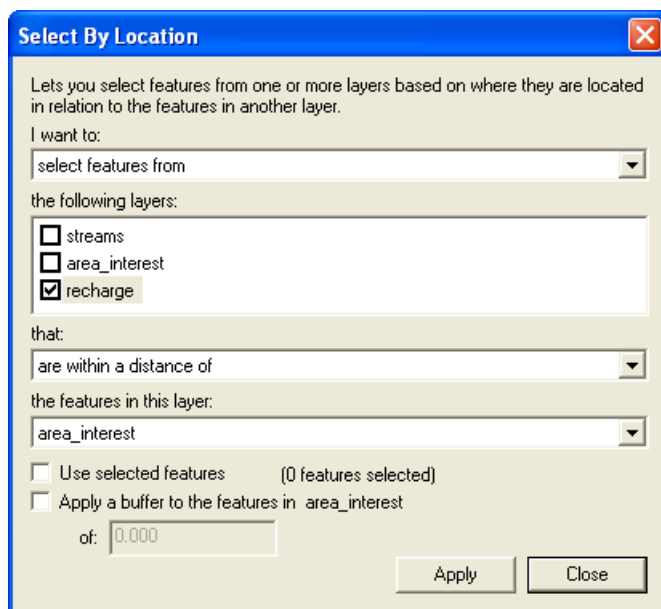 Select By Location
Lets you select features from one or more layers based on where they are located
in relation to the features in another layer.
I want to:
select features from
the following layers:
streams
area_interest
recharge
that:
are within a distance of
the features in this layer:
area_interest
Use selected features (0 features selected)
Apply a buffer to the features in area_interest
of: 0.000
Apply Close